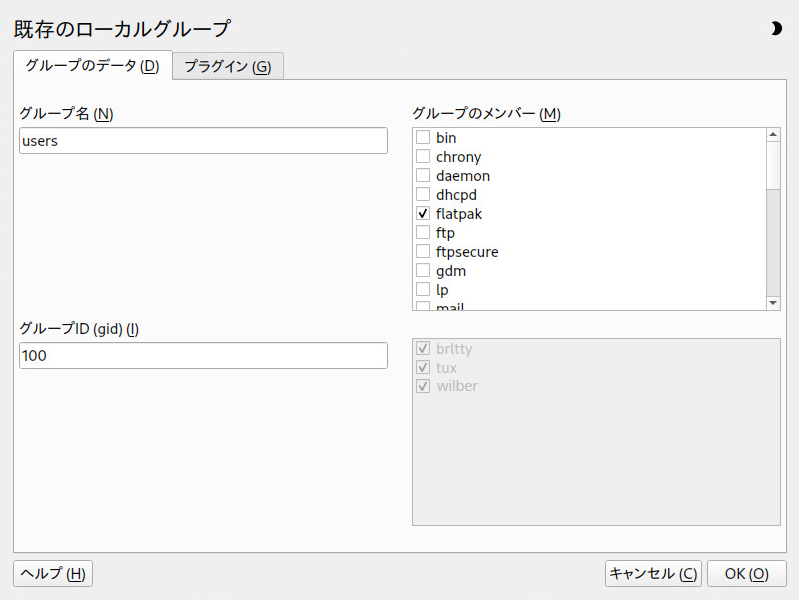 既存のローカルグループ
グループのデータ (D)
プラグイン (G)
グループ名 (N)
users
グループID (gid) (I)
100
グループのメンバー (M)
bin
chrony
daemon
dhcpd
flatpak
ftp
ftpsecure
gdm
lp
mail
brltty
tux
wilber
ヘルプ (H)
キャンセル (C)
OK (O)